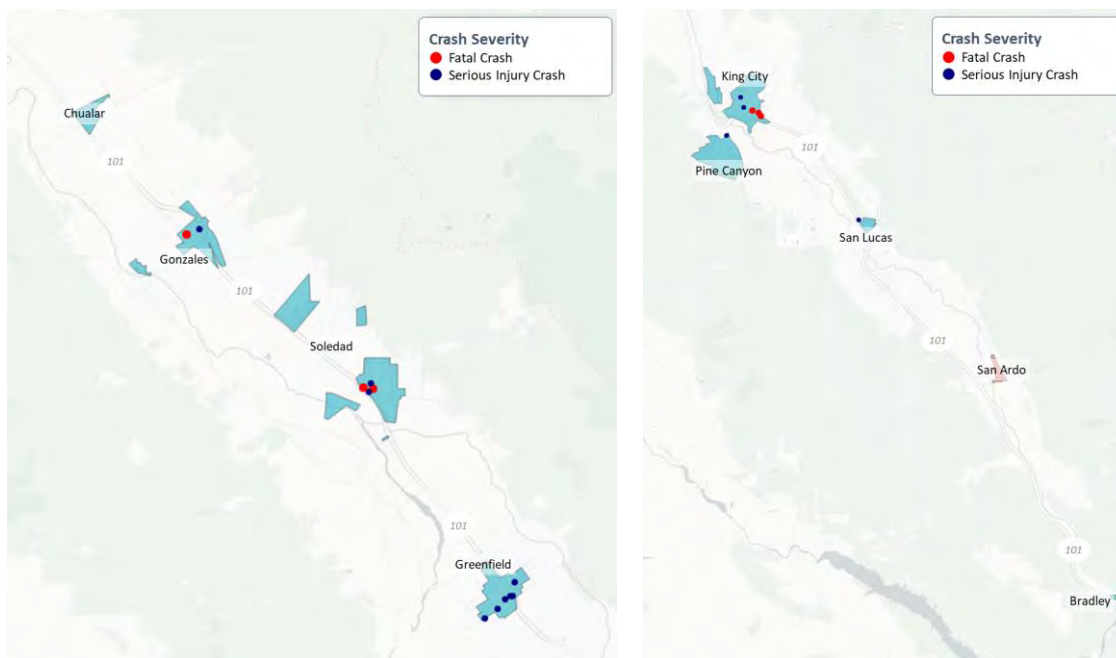 Crash Severity
Fatal Crash
Serious Injury Crash
Chualar
101
Gonzales
101
Soledad
101
Greenfield
Crash Severity
Fatal Crash
Serious Injury Crash
King City
101
Pine Canyon
San Lucas
101
San Ardo
101
Bradley